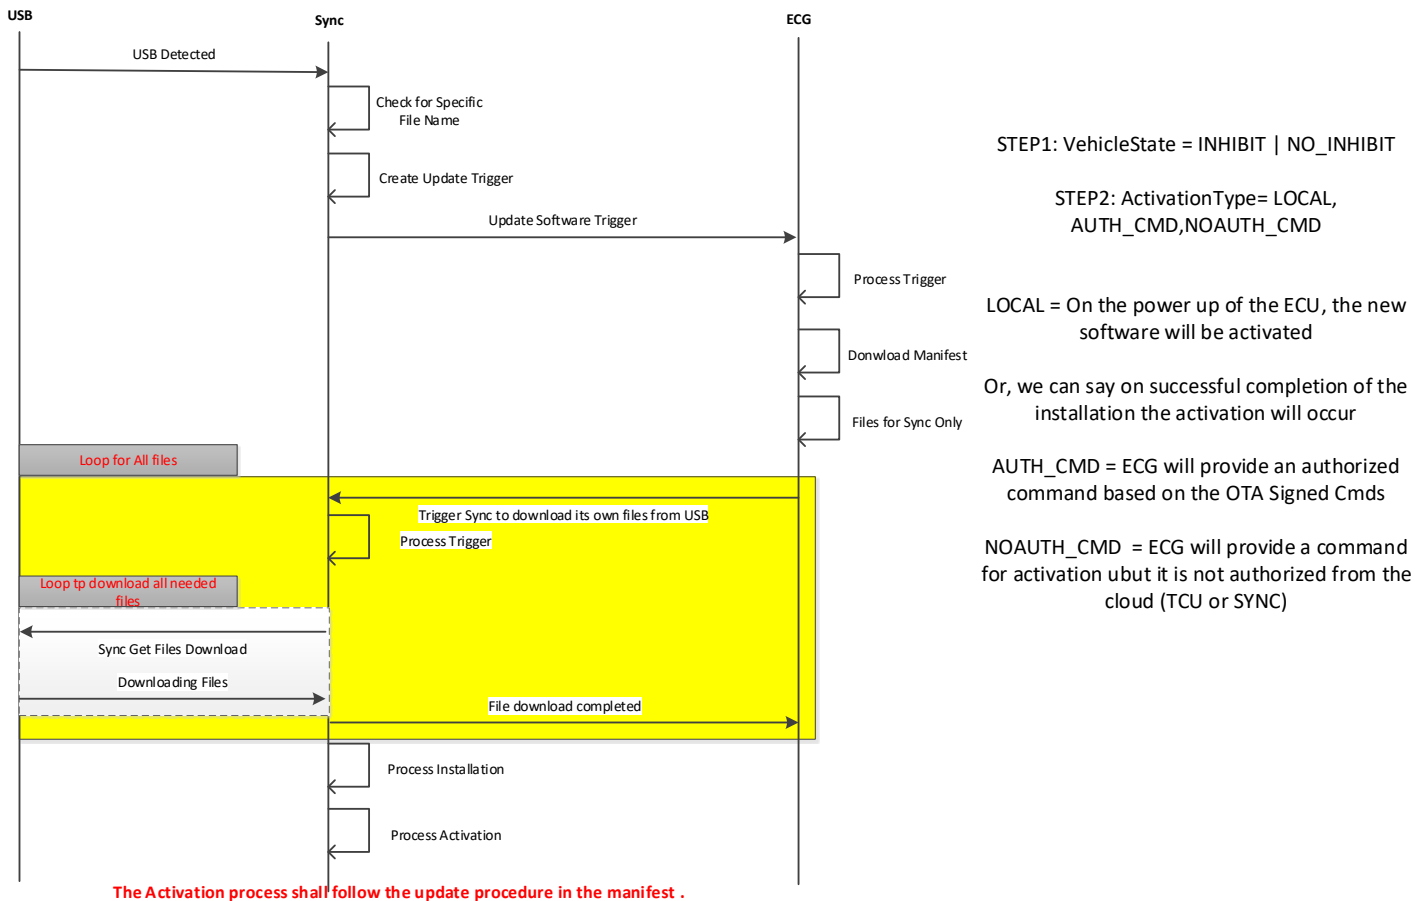 USB
Sync
ECG
USB Detected
Check for Specific
File Name
Create Update Trigger
Update Software Trigger
Process Trigger
Donwload Manifest
Files for Sync Only
Loop for All files
Trigger Sync to download its own files from USB
Process Trigger
Loop tp download all needed
files
Sync Get Files Download
Downloading Files
File download completed
Process Installation
Process Activation
The Activation process shall follow the update procedure in the manifest .
STEP1: VehicleState = INHIBIT | NO_INHIBIT
STEP2: ActivationType= LOCAL,
AUTH_CMD,NOAUTH_CMD
LOCAL = On the power up of the ECU, the new
software will be activated
Or, we can say on successful completion of the
installation the activation will occur
AUTH_CMD = ECG will provide an authorized
command based on the OTA Signed Cmds
NOAUTH_CMD = ECG will provide a command
for activation ubut it is not authorized from the
cloud (TCU or SYNC)